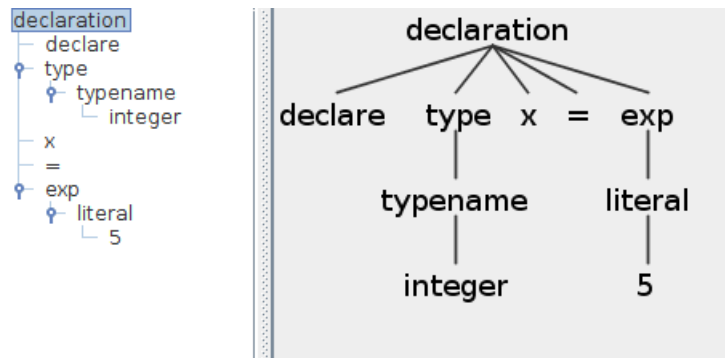 declaration
declare
type
typename
integer
x
=
exp
literal
5
declaration
declare type x = exp
typename literal
integer 5